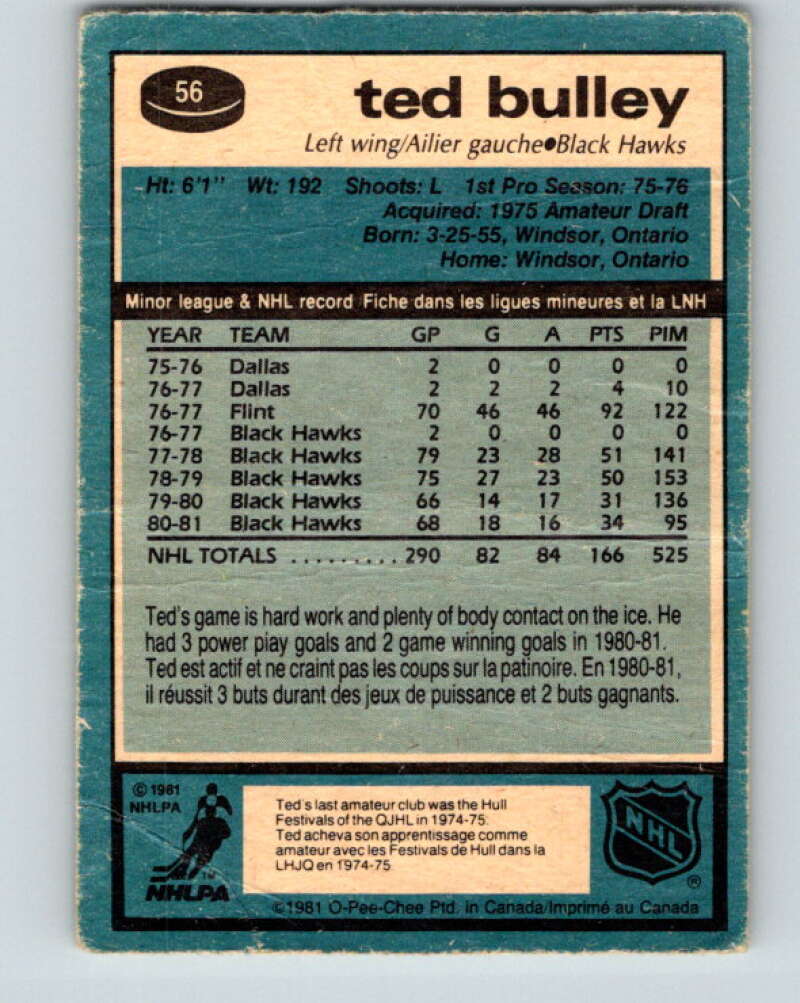 56
ted bulley
Left wing/Ailier gauche●Black Hawks
Ht: 6'1" Wt: 192 Shoots: L 1st Pro Season: 75-76
Acquired: 1975 Amateur Draft
Born: 3-25-55, Windsor, Ontario
Home: Windsor, Ontario
Minor league & NHL record Fiche dans les ligues mineures et la LNH
YEAR TEAM GP G A PTS PIM
75-76 Dallas 2 0 0 0 0
76-77 Dallas 2 2 2 4 10
76-77 Flint 70 46 46 92 122
76-77 Black Hawks 2 0 0 0 0
77-78 Black Hawks 79 23 28 51 141
78-79 Black Hawks 75 27 23 50 153
79-80 Black Hawks 66 14 17 31 136
80-81 Black Hawks 68 18 16 34 95
NHL TOTALS .......... 290 82 84 166 525
Ted's game is hard work and plenty of body contact on the ice. He
had 3 power play goals and 2 game winning goals in 1980-81.
Ted est actif et ne craint pas les coups sur la patinoire. En 1980-81,
il réussit 3 buts durant des jeux de puissance et 2 buts gagnants.
© 1981
NHLPA
NHLPA
TM
Ted's last amateur club was the Hull
Festivals of the QJHL in 1974-75.
Ted acheva son apprentissage comme
amateur avec les Festivals de Hull dans la
LHJQ en 1974-75.
NHL
®
©1981 O-Pee-Chee Ptd. in Canada/Imprimé au Canada